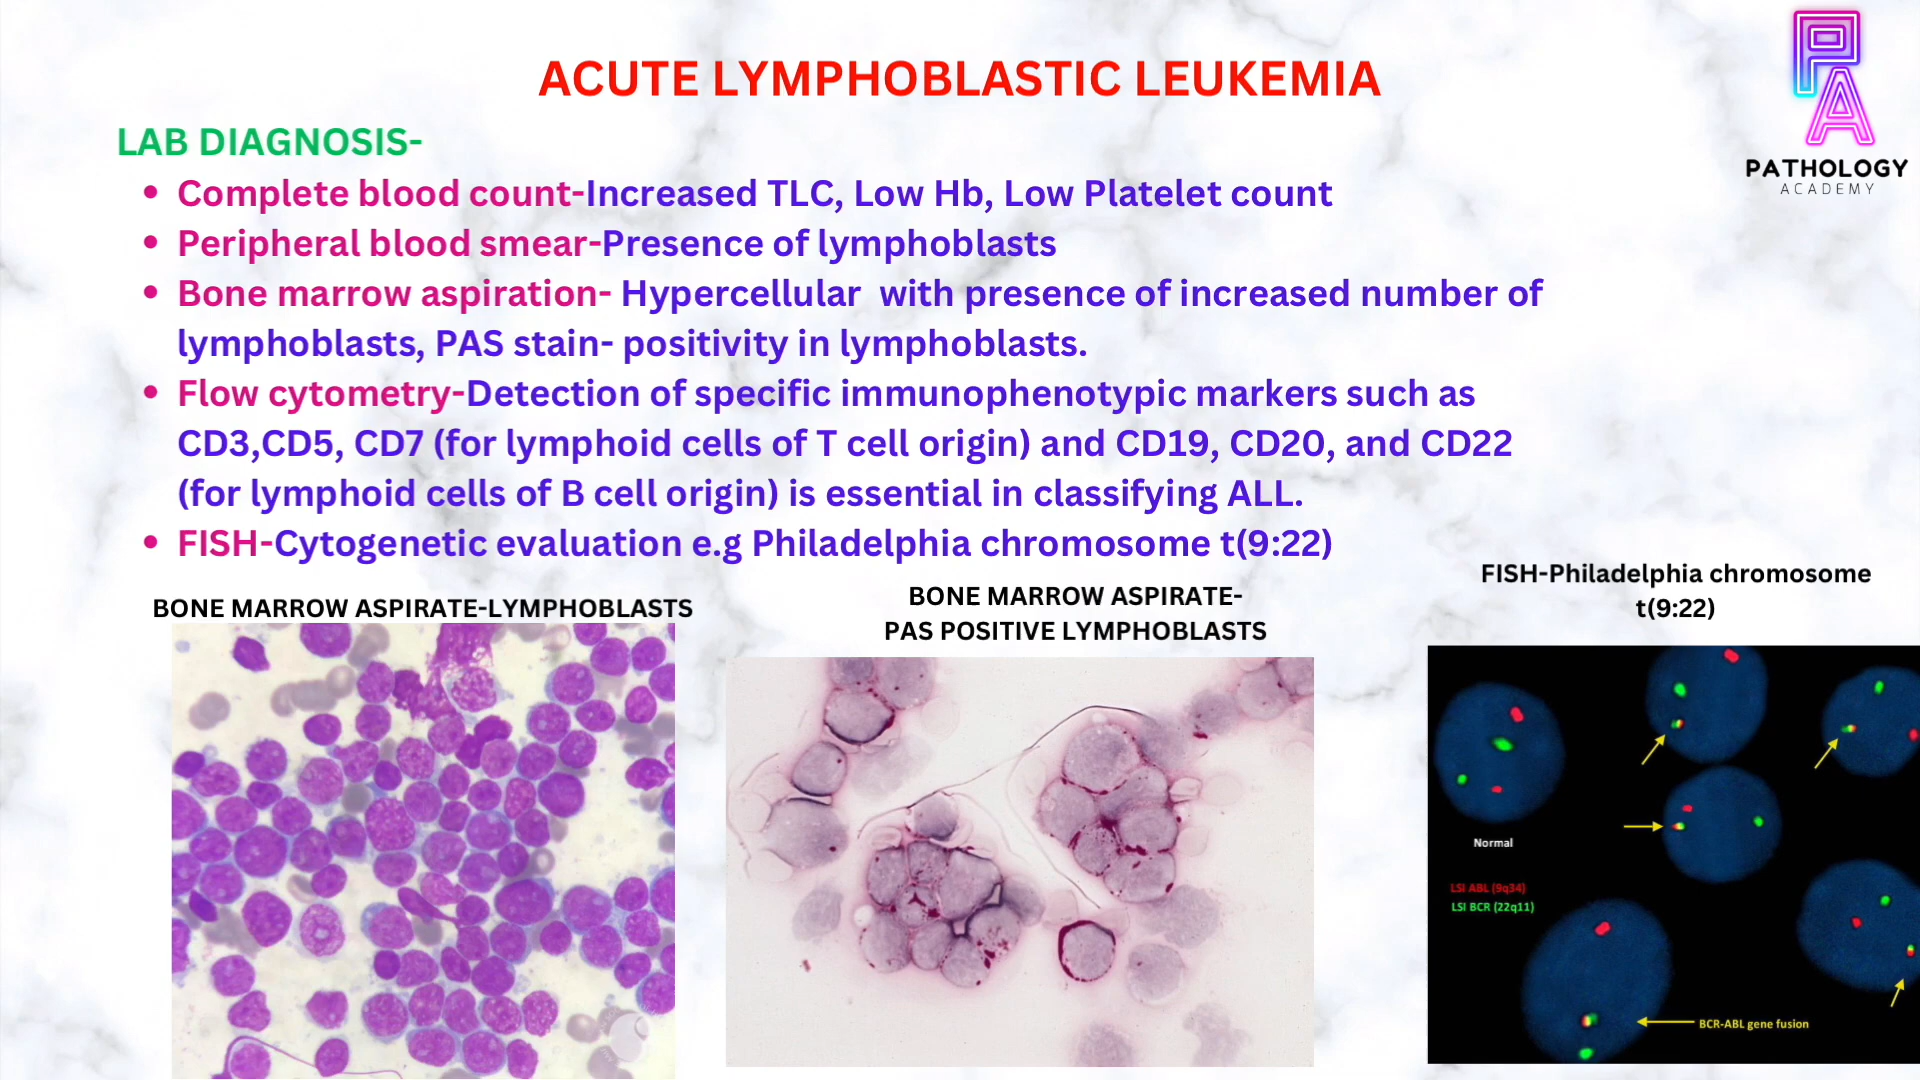 ACUTE LYMPHOBLASTIC LEUKEMIA
PA
PATHOLOGY
ACADEMY
LAB DIAGNOSIS-
• Complete blood count-Increased TLC, Low Hb, Low Platelet count
• Peripheral blood smear-Presence of lymphoblasts
• Bone marrow aspiration- Hypercellular  with presence of increased number of
lymphoblasts, PAS stain- positivity in lymphoblasts.
• Flow cytometry-Detection of specific immunophenotypic markers such as
CD3,CD5, CD7 (for lymphoid cells of T cell origin) and CD19, CD20, and CD22
(for lymphoid cells of B cell origin) is essential in classifying ALL.
• FISH-Cytogenetic evaluation e.g Philadelphia chromosome t(9:22)
BONE MARROW ASPIRATE-LYMPHOBLASTS
BONE MARROW ASPIRATE-
PAS POSITIVE LYMPHOBLASTS
FISH-Philadelphia chromosome
t(9:22)
Normal
LSI ABL (9q34)
LSI BCR (22q11)
BCR-ABL gene fusion